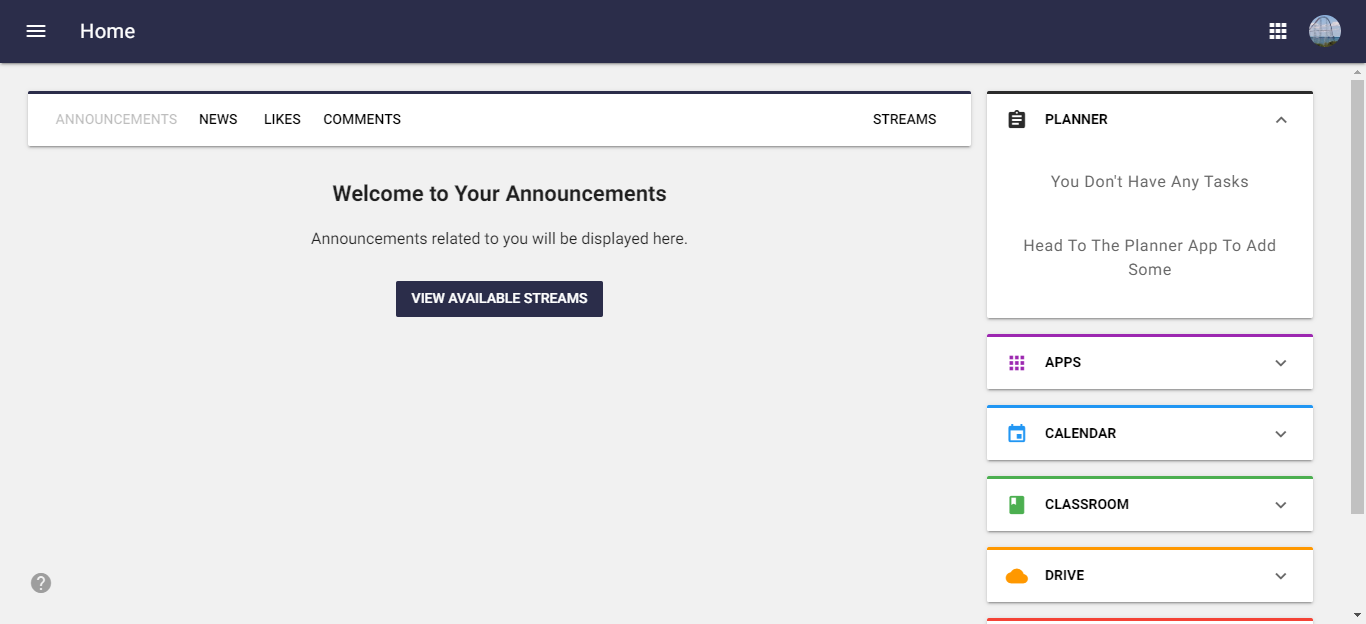 Home
ANNOUNCEMENTS NEWS LIKES COMMENTS STREAMS
Welcome to Your Announcements
Announcements related to you will be displayed here.
VIEW AVAILABLE STREAMS
PLANNER
You Don't Have Any Tasks
Head To The Planner App To Add
Some
APPS
CALENDAR
CLASSROOM
DRIVE
?